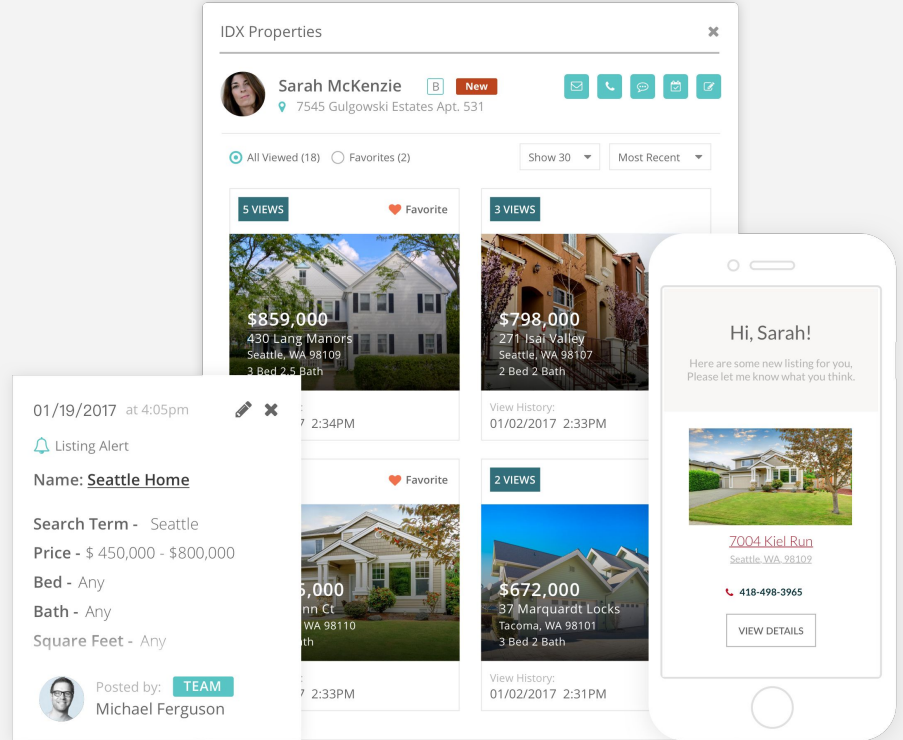 IDX Properties
Sarah McKenzie B New
7545 Gulgowski Estates Apt. 531
All Viewed (18) Favorites (2) Show 30 Most Recent
5 VIEWS Favorite
$859,000
430 Lang Manors
Seattle, WA 98109
3 Bed 2.5 Bath
2:34PM
3 VIEWS
$798,000
271 Isai Valley
Seattle, WA 98107
2 Bed 2 Bath
View History:
01/02/2017 2:33PM
Favorite
,000
Ct
WA 98110
2:33PM
2 VIEWS
$672,000
37 Marquardt Locks
Tacoma, WA 98101
3 Bed 2 Bath
View History:
01/02/2017 2:31PM
01/19/2017 at 4:05pm
Listing Alert
Name: Seattle Home
Search Term - Seattle
Price - $ 450,000 - $800,000
Bed - Any
Bath - Any
Square Feet - Any
Posted by: TEAM
Michael Ferguson
Hi, Sarah!
Here are some new listing for you,
Please let me know what you think.
7004 Kiel Run
Seattle, WA, 98109
418-498-3965
VIEW DETAILS